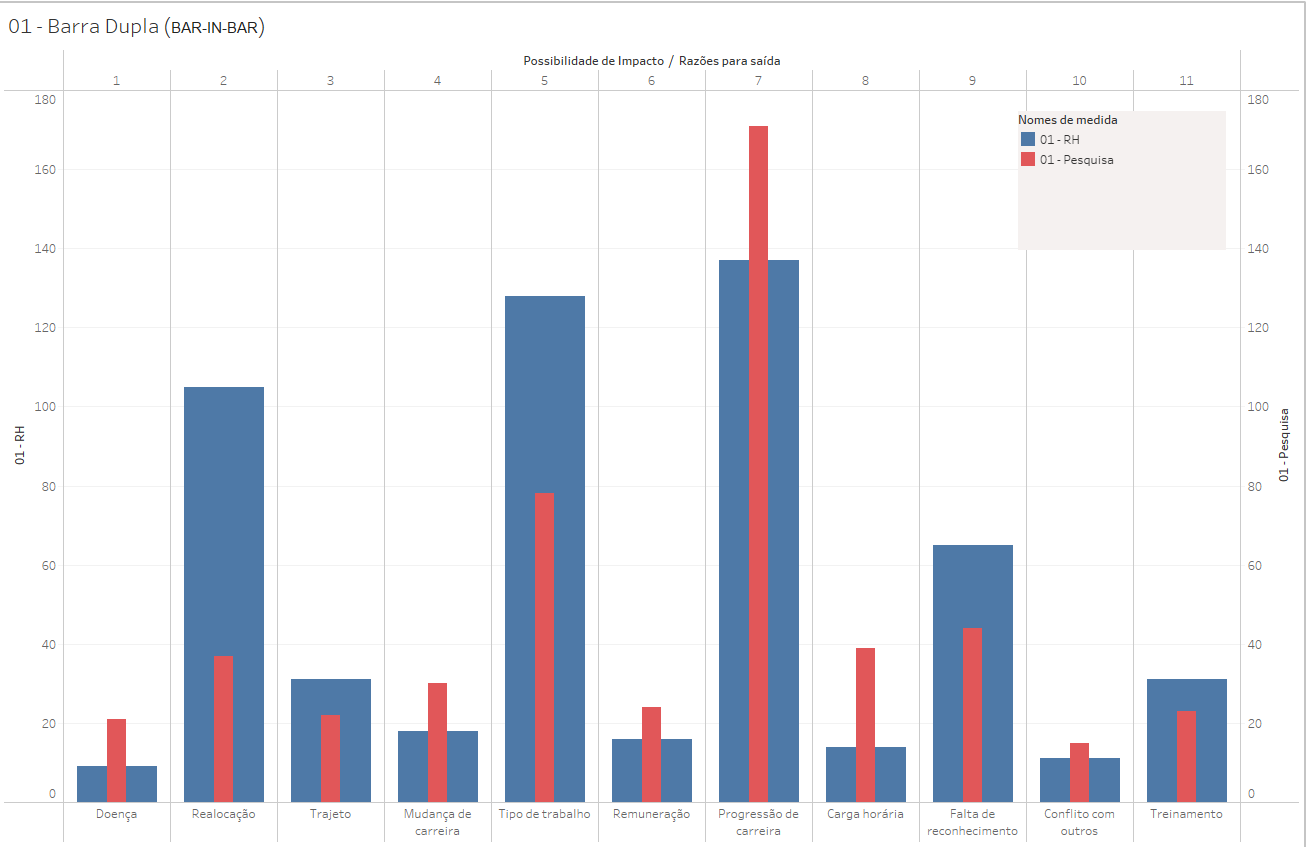 01 - Barra Dupla (BAR-IN-BAR)
Possibilidade de Impacto / Razões para saída
1 2 3 4 5 6 7 8 9 10 11
Nomes de medida
01 - RH
01 - Pesquisa
180
160
140
120
100
80
60
40
20
0
01 - RH
180
160
140
120
100
80
60
40
20
0
01 - Pesquisa
Doença
Realocação
Trajeto
Mudança de
carreira
Tipo de trabalho
Remuneração
Progressão de
carreira
Carga horária
Falta de
reconhecimento
Conflito com
outros
Treinamento